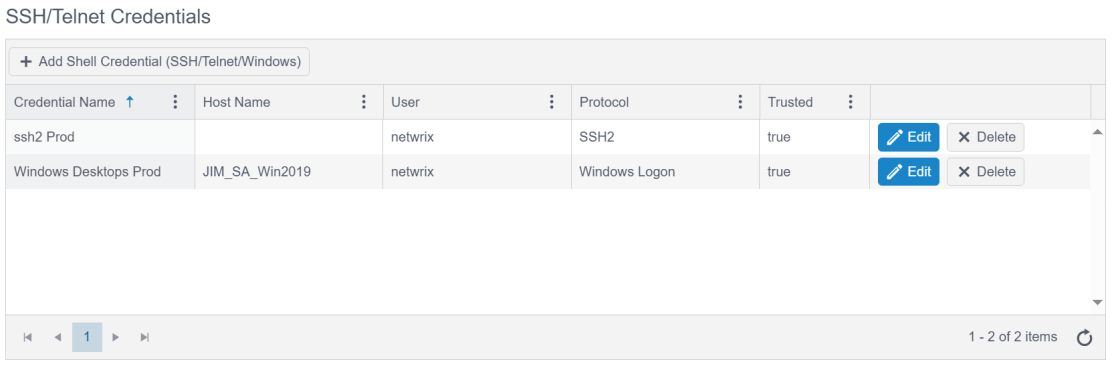 SSH/Telnet Credentials
Add Shell Credential (SSH/Telnet/Windows)
Credential Name Host Name User Protocol Trusted
ssh2 Prod netwrix SSH2 true Edit Delete
Windows Desktops Prod JIM_SA_Win2019 netwrix Windows Logon true Edit Delete
1 1 - 2 of 2 items